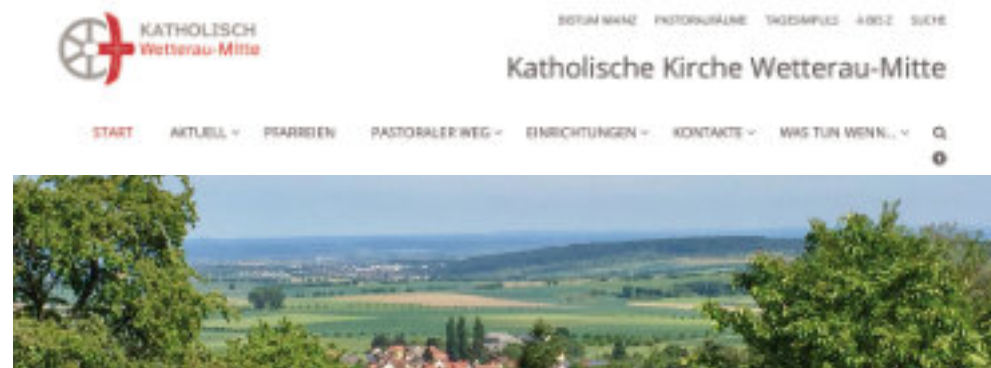 KATHOLISCH
Wetterau-Mitte
BISTUM MAINZ PASTORALRÄUME TAGESIMPULS A BIS Z SUCHE
Katholische Kirche Wetterau-Mitte
START AKTUELL PFARREIEN PASTORALER WEG EINRICHTUNGEN KONTAKTE WAS TUN WENN...